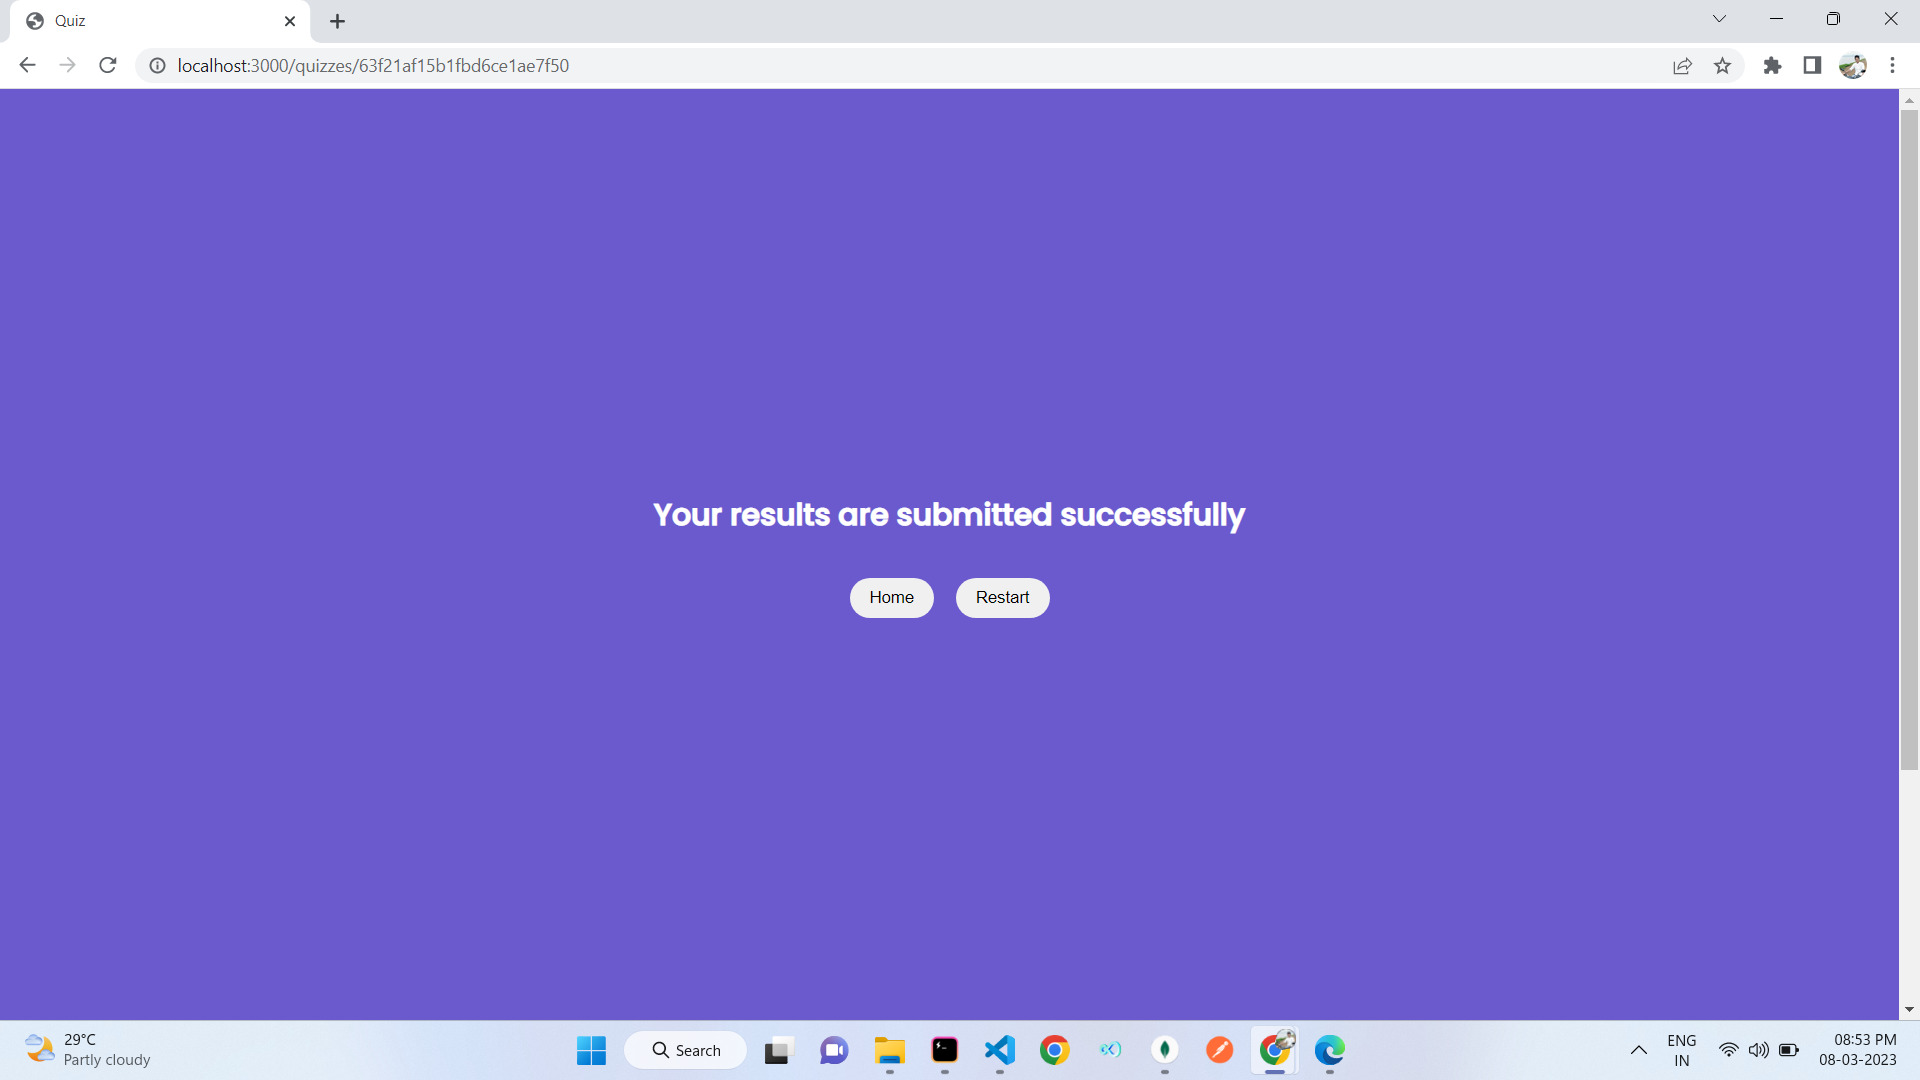 Quiz
localhost:3000/quizzes/63f21af15b1fbd6ce1ae7f50
Your results are submitted successfully
Home
Restart
29°C
Partly cloudy
Search
ENG
IN
08:53 PM
08-03-2023